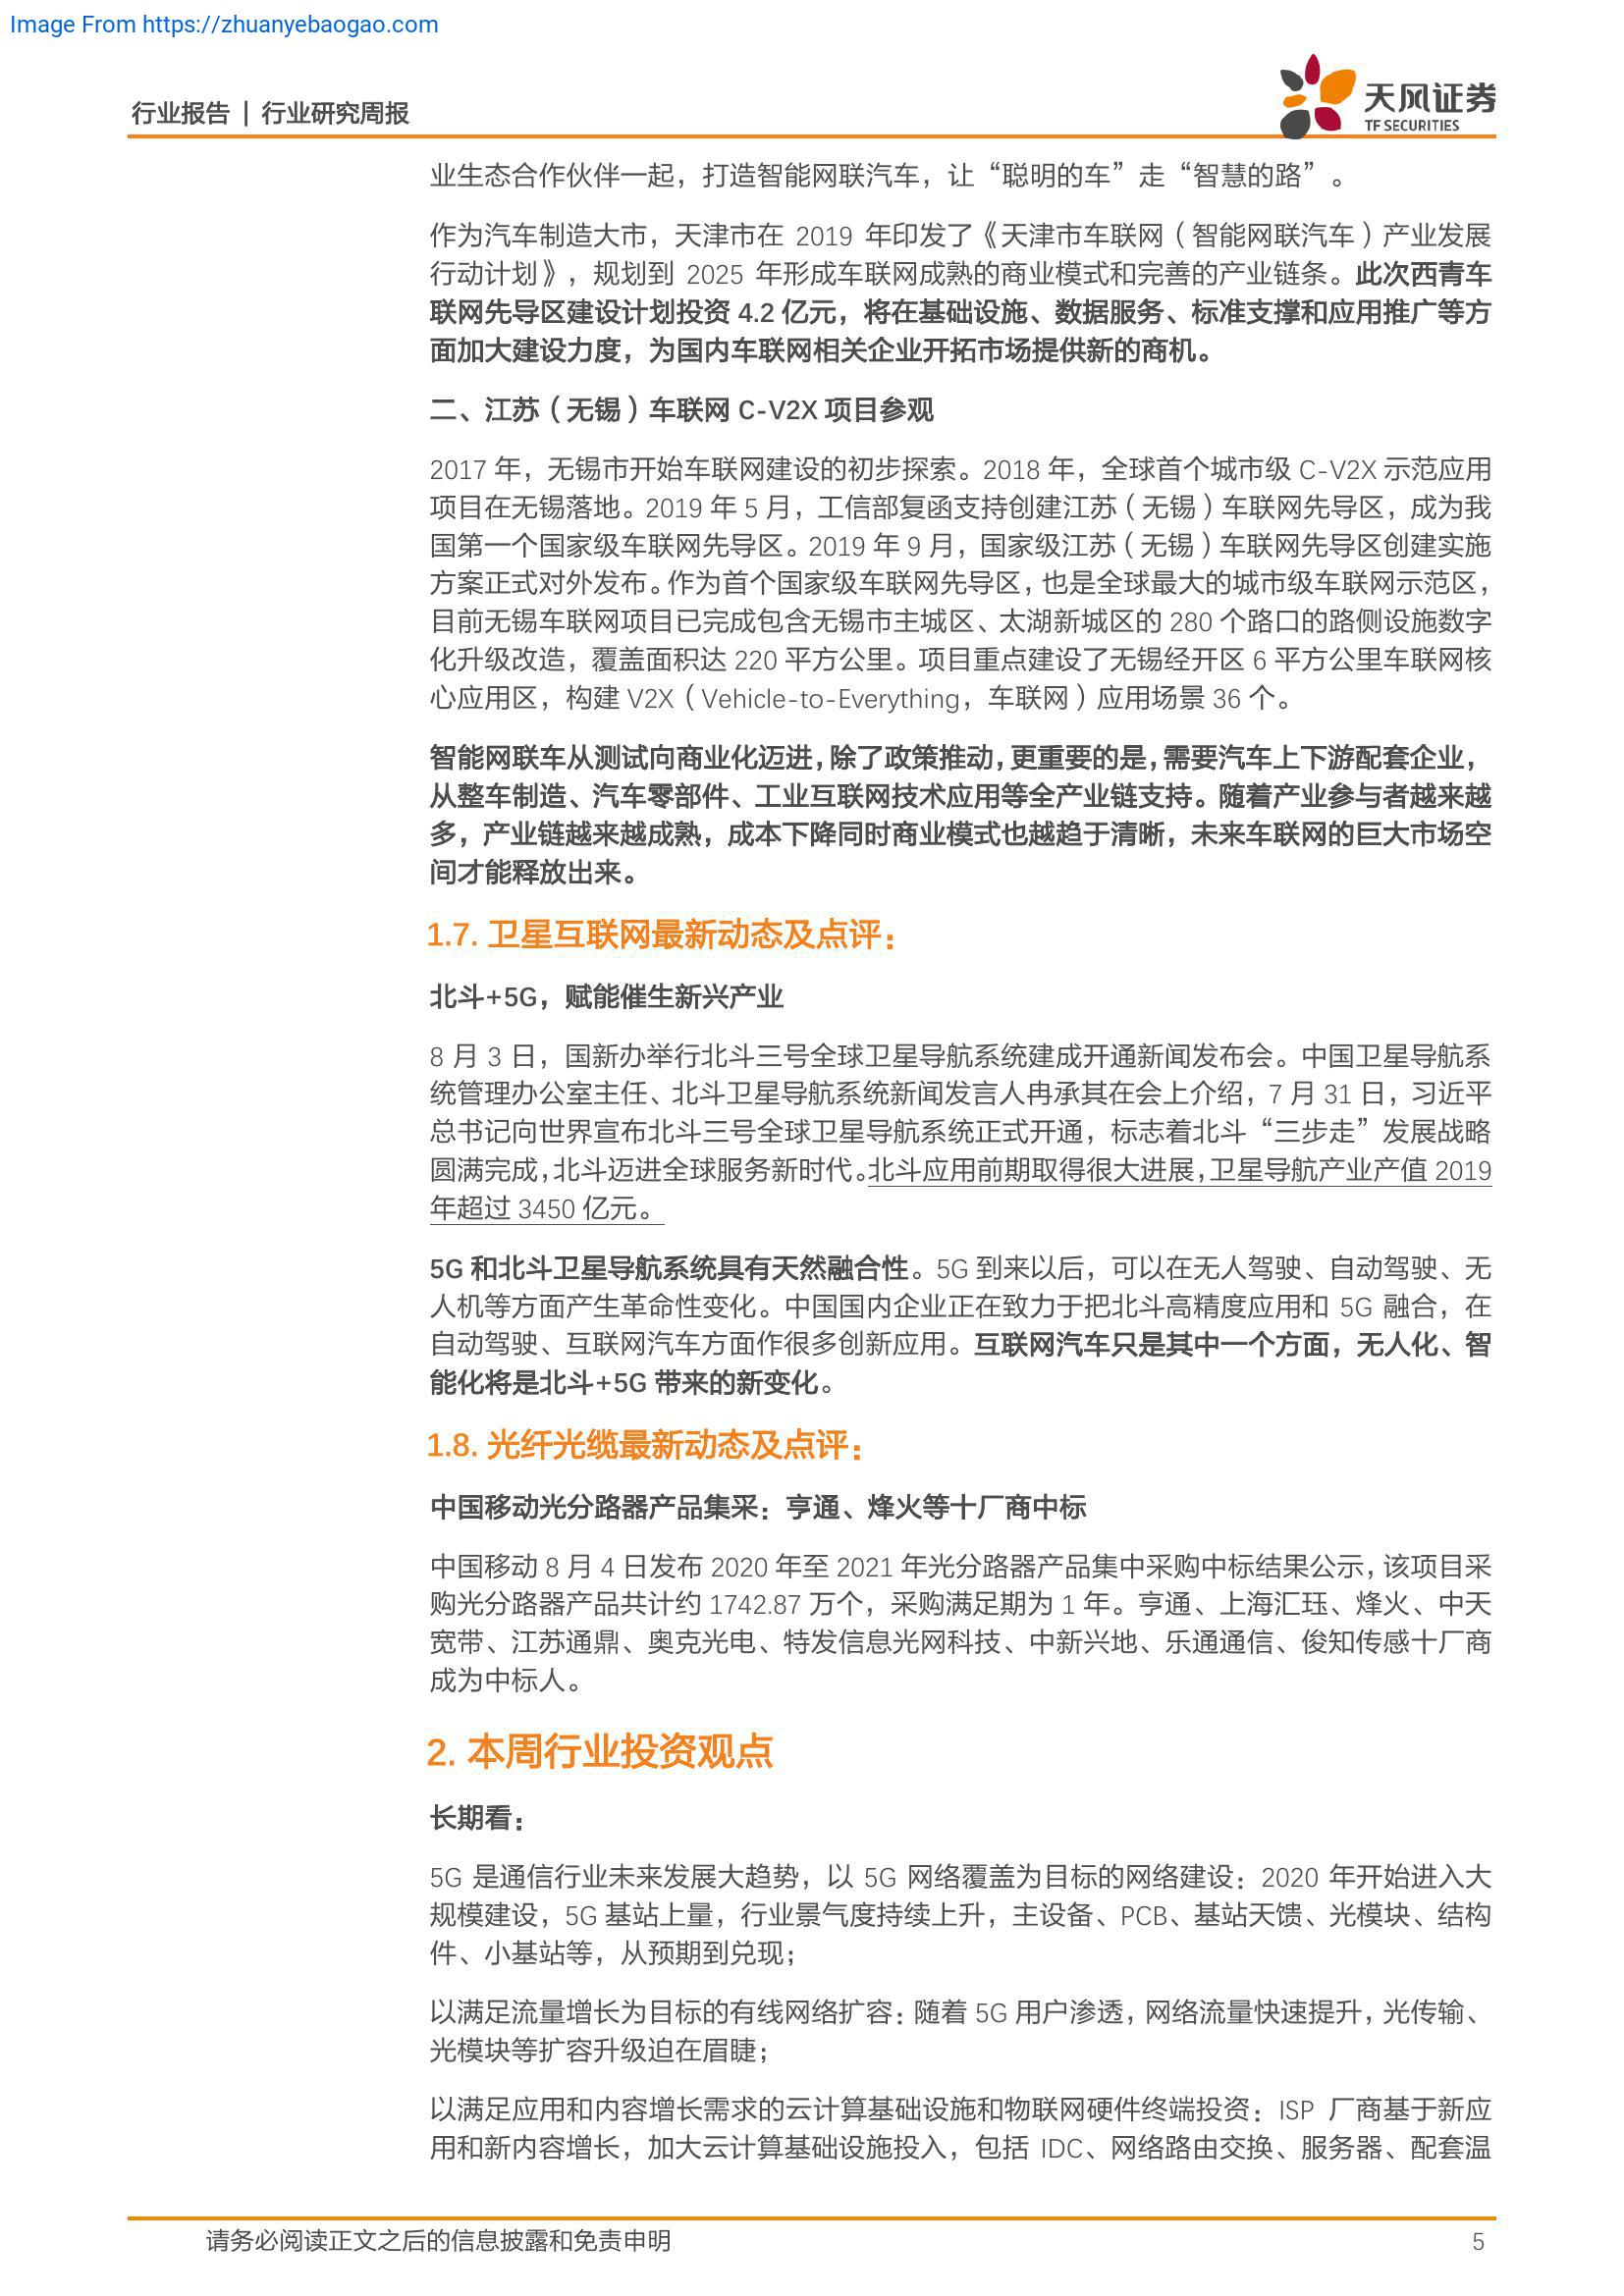 Image From https://zhuanyebaogao.com
行业报告 | 行业研究周报
天风证券
TF SECURITIES
业生态合作伙伴一起，打造智能网联汽车，让“聪明的车”走“智慧的路”。
作为汽车制造大市，天津市在 2019 年印发了《天津市车联网（智能网联汽车）产业发展
行动计划》，规划到 2025 年形成车联网成熟的商业模式和完善的产业链条。此次西青车
联网先导区建设计划投资 4.2 亿元，将在基础设施、数据服务、标准支撑和应用推广等方
面加大建设力度，为国内车联网相关企业开拓市场提供新的商机。
二、江苏（无锡）车联网 C-V2X 项目参观
2017 年，无锡市开始车联网建设的初步探索。2018 年，全球首个城市级 C-V2X 示范应用
项目在无锡落地。2019 年 5 月，工信部复函支持创建江苏（无锡）车联网先导区，成为我
国第一个国家级车联网先导区。2019 年 9 月，国家级江苏（无锡）车联网先导区创建实施
方案正式对外发布。作为首个国家级车联网先导区，也是全球最大的城市级车联网示范区，
目前无锡车联网项目已完成包含无锡市主城区、太湖新城区的 280 个路口的路侧设施数字
化升级改造，覆盖面积达 220 平方公里。项目重点建设了无锡经开区 6 平方公里车联网核
心应用区，构建 V2X（Vehicle-to-Everything，车联网）应用场景 36 个。
智能网联车从测试向商业化迈进，除了政策推动，更重要的是，需要汽车上下游配套企业，
从整车制造、汽车零部件、工业互联网技术应用等全产业链支持。随着产业参与者越来越
多，产业链越来越成熟，成本下降同时商业模式也越趋于清晰，未来车联网的巨大市场空
间才能释放出来。
1.7. 卫星互联网最新动态及点评：
北斗+5G，赋能催生新兴产业
8 月 3 日，国新办举行北斗三号全球卫星导航系统建成开通新闻发布会。中国卫星导航系
统管理办公室主任、北斗卫星导航系统新闻发言人冉承其在会上介绍，7 月 31 日，习近平
总书记向世界宣布北斗三号全球卫星导航系统正式开通，标志着北斗“三步走”发展战略
圆满完成，北斗迈进全球服务新时代。北斗应用前期取得很大进展，卫星导航产业产值 2019
年超过 3450 亿元。
5G 和北斗卫星导航系统具有天然融合性。5G 到来以后，可以在无人驾驶、自动驾驶、无
人机等方面产生革命性变化。中国国内企业正在致力于把北斗高精度应用和 5G 融合，在
自动驾驶、互联网汽车方面作很多创新应用。互联网汽车只是其中一个方面，无人化、智
能化将是北斗+5G 带来的新变化。
1.8. 光纤光缆最新动态及点评：
中国移动光分路器产品集采：亨通、烽火等十厂商中标
中国移动 8 月 4 日发布 2020 年至 2021 年光分路器产品集中采购中标结果公示，该项目采
购光分路器产品共计约 1742.87 万个，采购满足期为 1 年。亨通、上海汇珏、烽火、中天
宽带、江苏通鼎、奥克光电、特发信息光网科技、中新兴地、乐通通信、俊知传感十厂商
成为中标人。
2. 本周行业投资观点
长期看：
5G 是通信行业未来发展大趋势，以 5G 网络覆盖为目标的网络建设：2020 年开始进入大
规模建设，5G 基站上量，行业景气度持续上升，主设备、PCB、基站天馈、光模块、结构
件、小基站等，从预期到兑现；
以满足流量增长为目标的有线网络扩容：随着 5G 用户渗透，网络流量快速提升，光传输、
光模块等扩容升级迫在眉睫；
以满足应用和内容增长需求的云计算基础设施和物联网硬件终端投资：ISP 厂商基于新应
用和新内容增长，加大云计算基础设施投入，包括 IDC、网络路由交换、服务器、配套温
请务必阅读正文之后的信息披露和免责申明
5